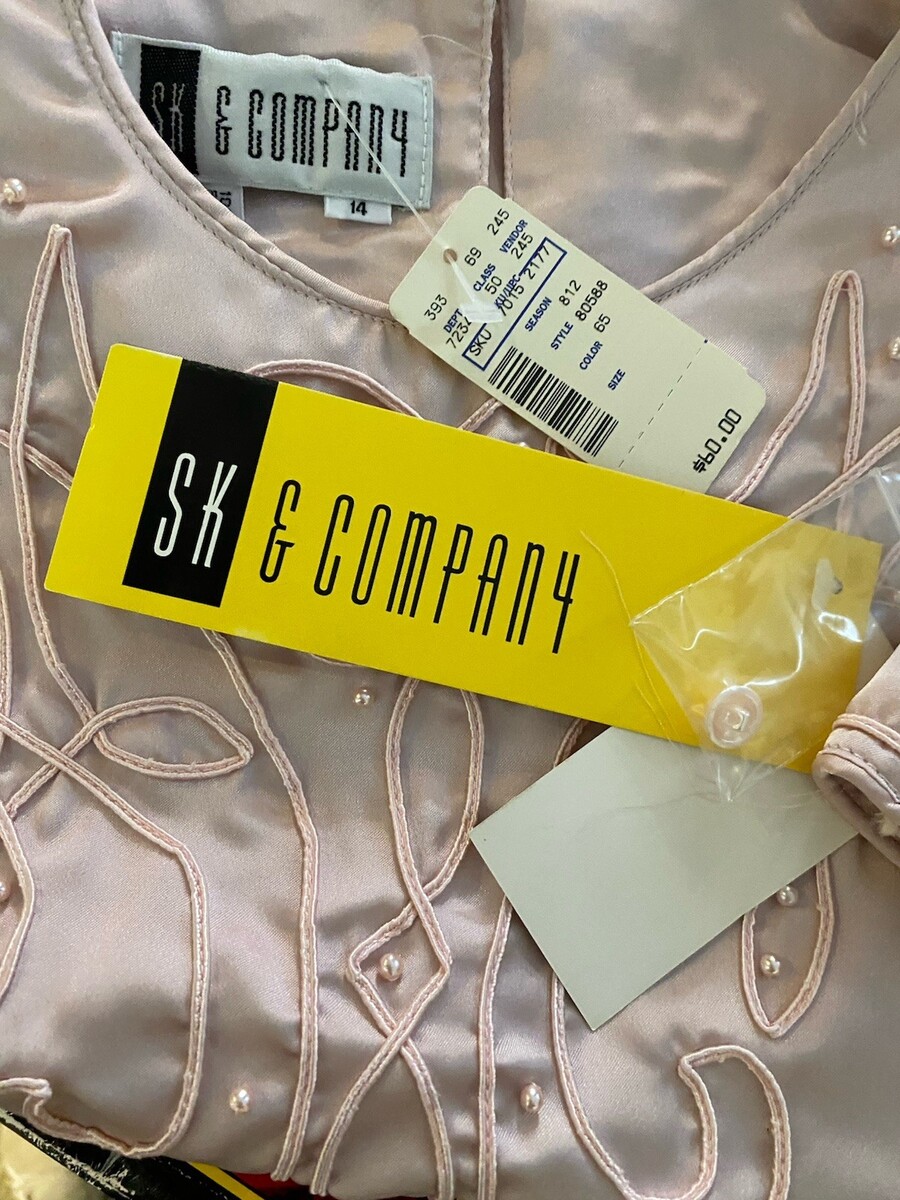 SK & COMPANY
14
393 69 245
DEPT CLASS VENDOR
50 245
SKU 2177
SEASON
812
STYLE
80588
COLOR
65
SIZE
$60.00
SK & COMPANY